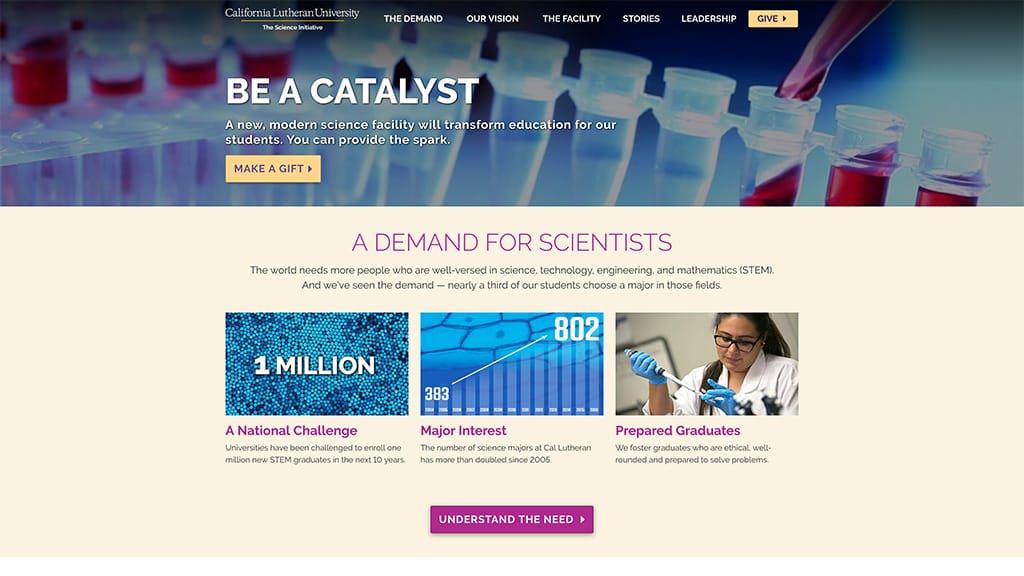 California Lutheran University
The Science Initiative
THE DEMAND
OUR VISION
THE FACILITY
STORIES
LEADERSHIP
GIVE
BE A CATALYST
A new, modern science facility will transform education for our
students. You can provide the spark.
MAKE A GIFT
A DEMAND FOR SCIENTISTS
The world needs more people who are well-versed in science, technology, engineering, and mathematics (STEM).
And we've seen the demand — nearly a third of our students choose a major in those fields.
1 MILLION
383
802
A National Challenge
Universities have been challenged to enroll one
million new STEM graduates in the next 10 years.
Major Interest
The number of science majors at Cal Lutheran
has more than doubled since 2005.
Prepared Graduates
We foster graduates who are ethical, well-
rounded and prepared to solve problems.
UNDERSTAND THE NEED